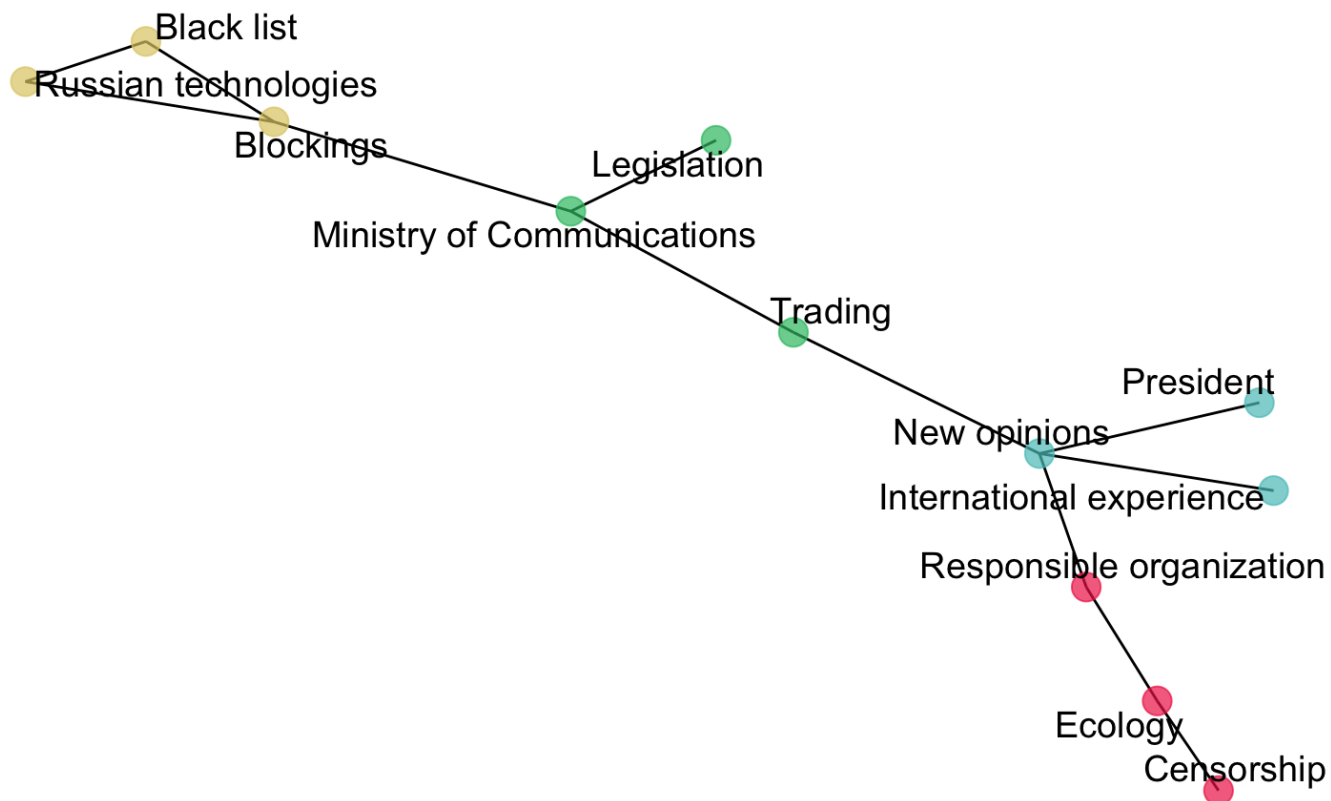 Black list
Russian technologies
Blockings
Legislation
Ministry of Communications
Trading
President
New opinions
International experience
Responsible organization
Ecology
Censorship